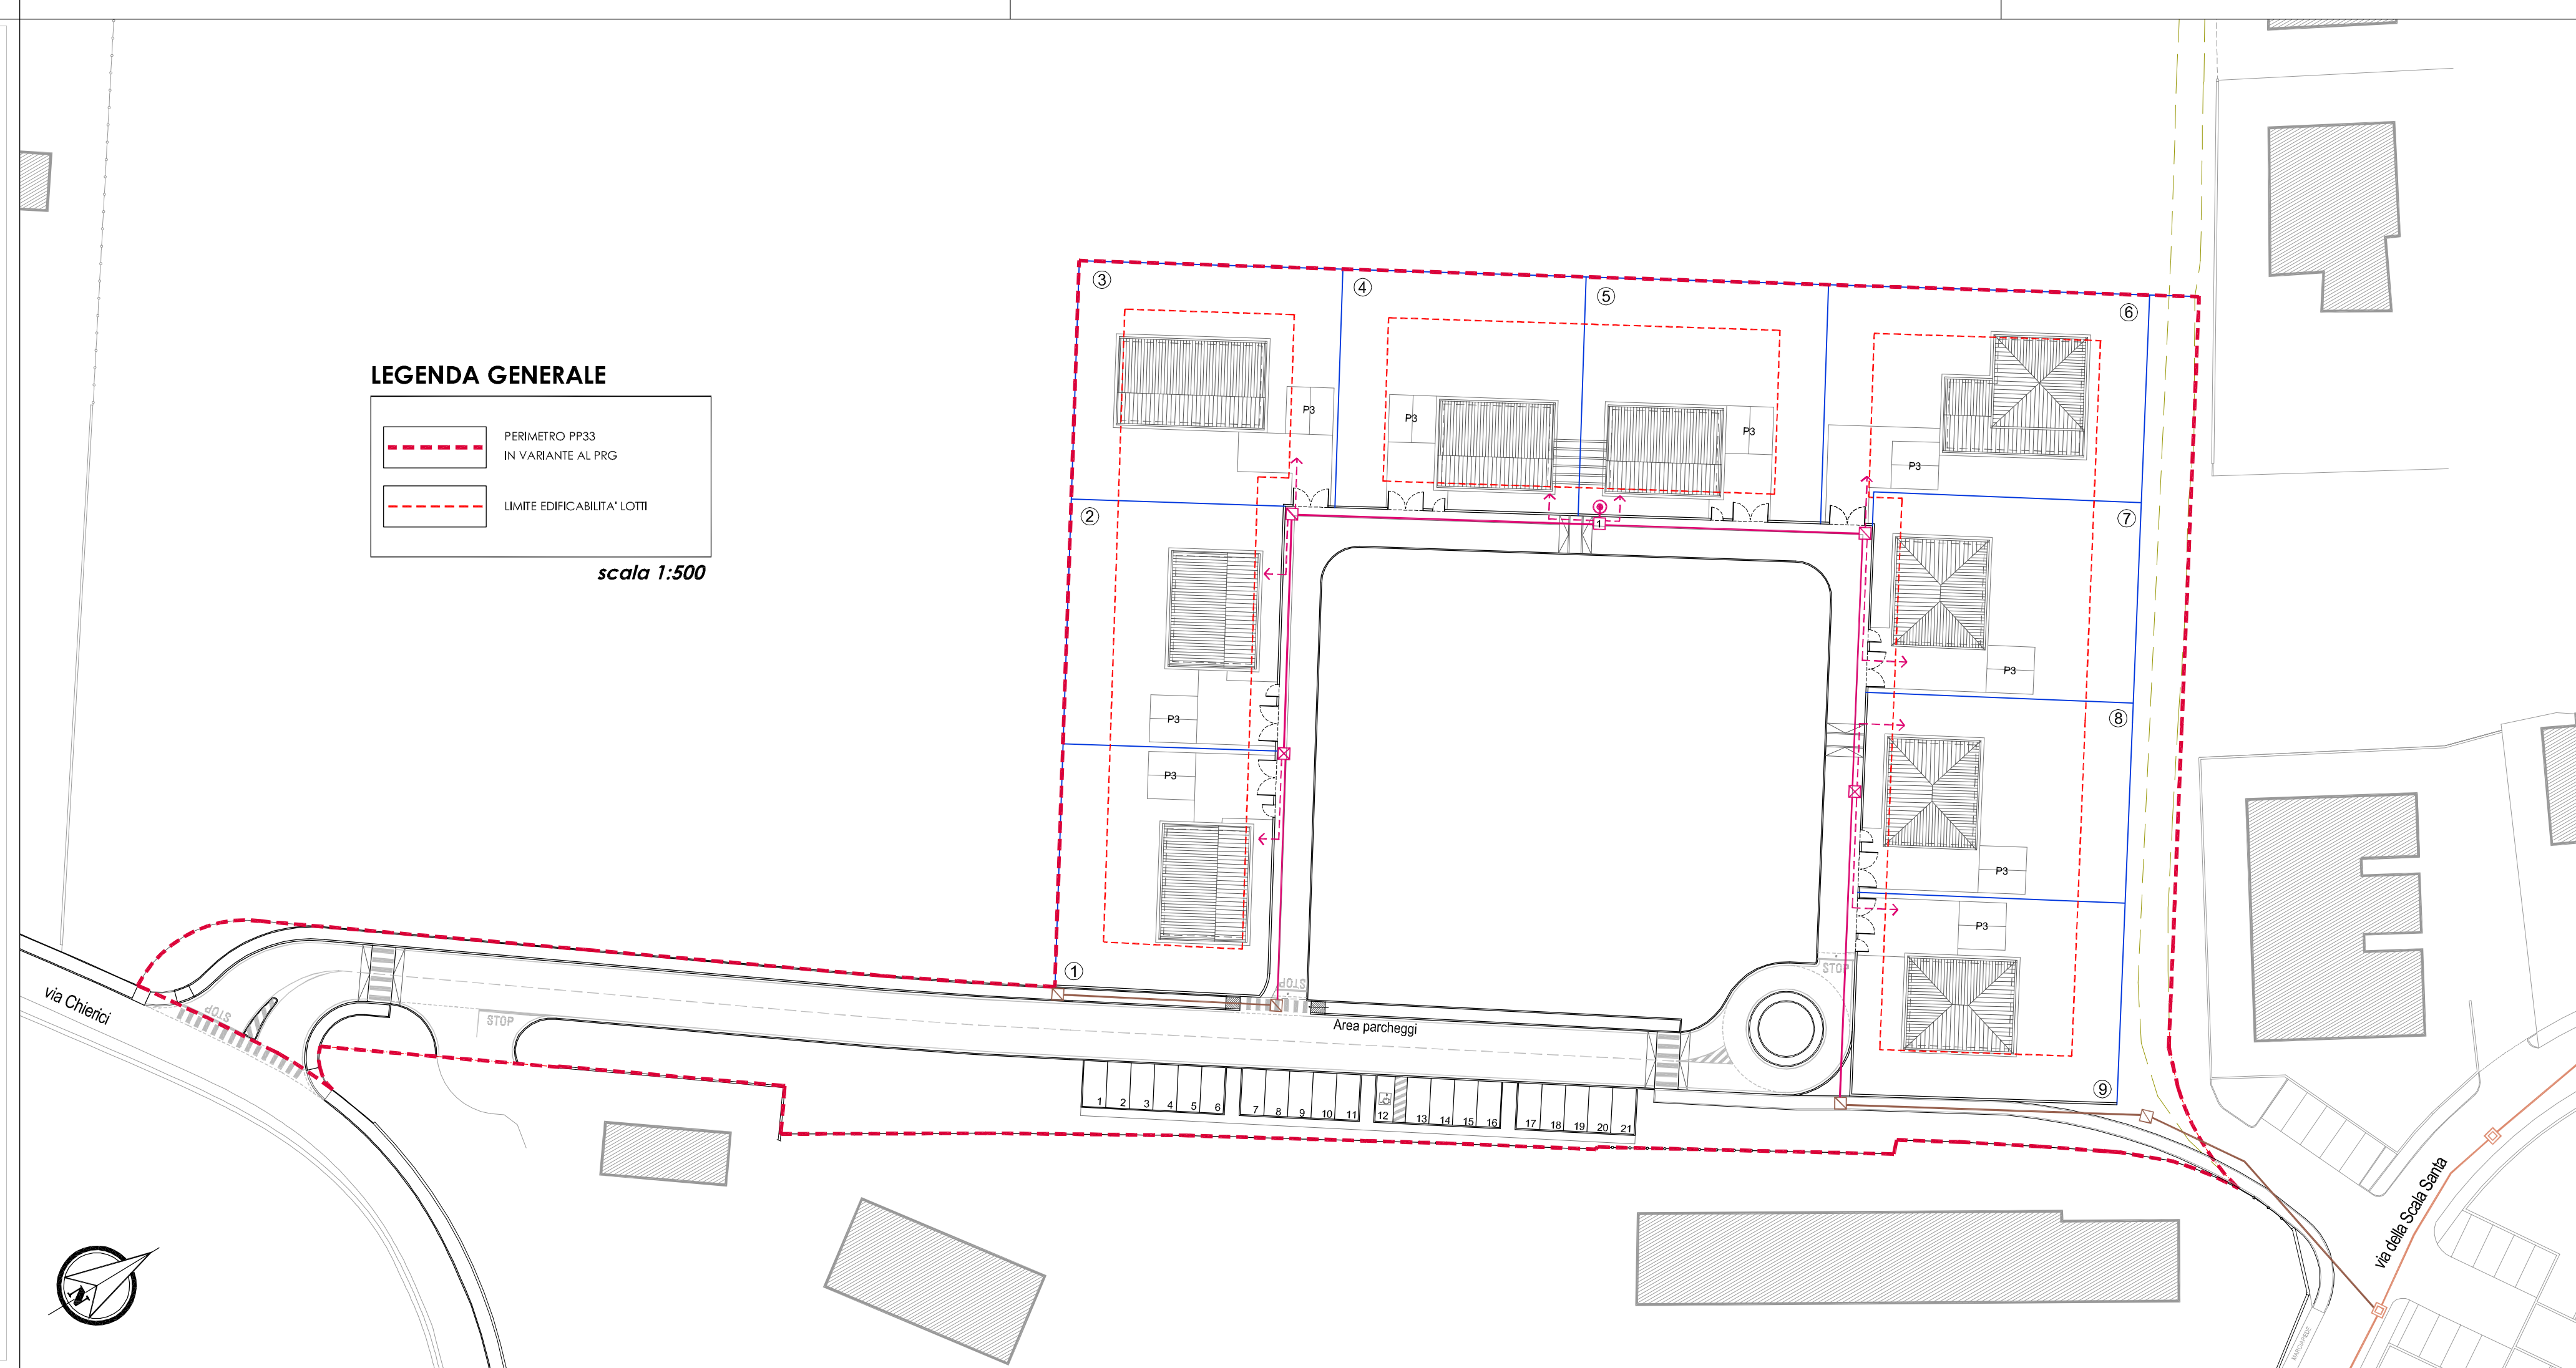 ③
④
⑤
⑥
LEGENDA GENERALE
PERIMETRO PP33
IN VARIANTE AL PRG
LIMITE EDIFICABILITA' LOTTI
scala 1:500
P3
P3
P3
P3
②
1
⑦
P3
P3
⑧
P3
P3
P3
①
STOP
STOP
STOP
STOP
via Chierici
Area parcheggi
⑨
1 2 3 4 5 6 7 8 9 10 11 12 13 14 15 16 17 18 19 20 21
via della Scala Santa
N